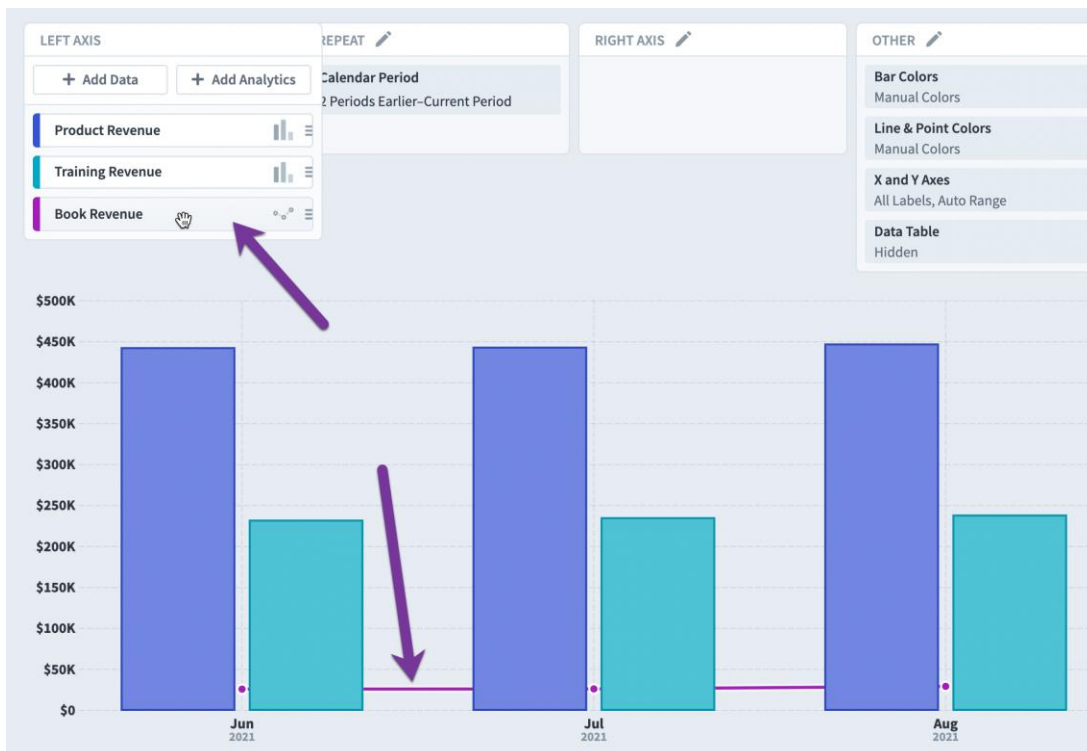 LEFT AXIS
+ Add Data
+ Add Analytics
Product Revenue
Training Revenue
Book Revenue
REPEAT
Calendar Period
2 Periods Earlier–Current Period
RIGHT AXIS
OTHER
Bar Colors
Manual Colors
Line & Point Colors
Manual Colors
X and Y Axes
All Labels, Auto Range
Data Table
Hidden
$500K
$450K
$400K
$350K
$300K
$250K
$200K
$150K
$100K
$50K
$0
Jun
2021
Jul
2021
Aug
2021